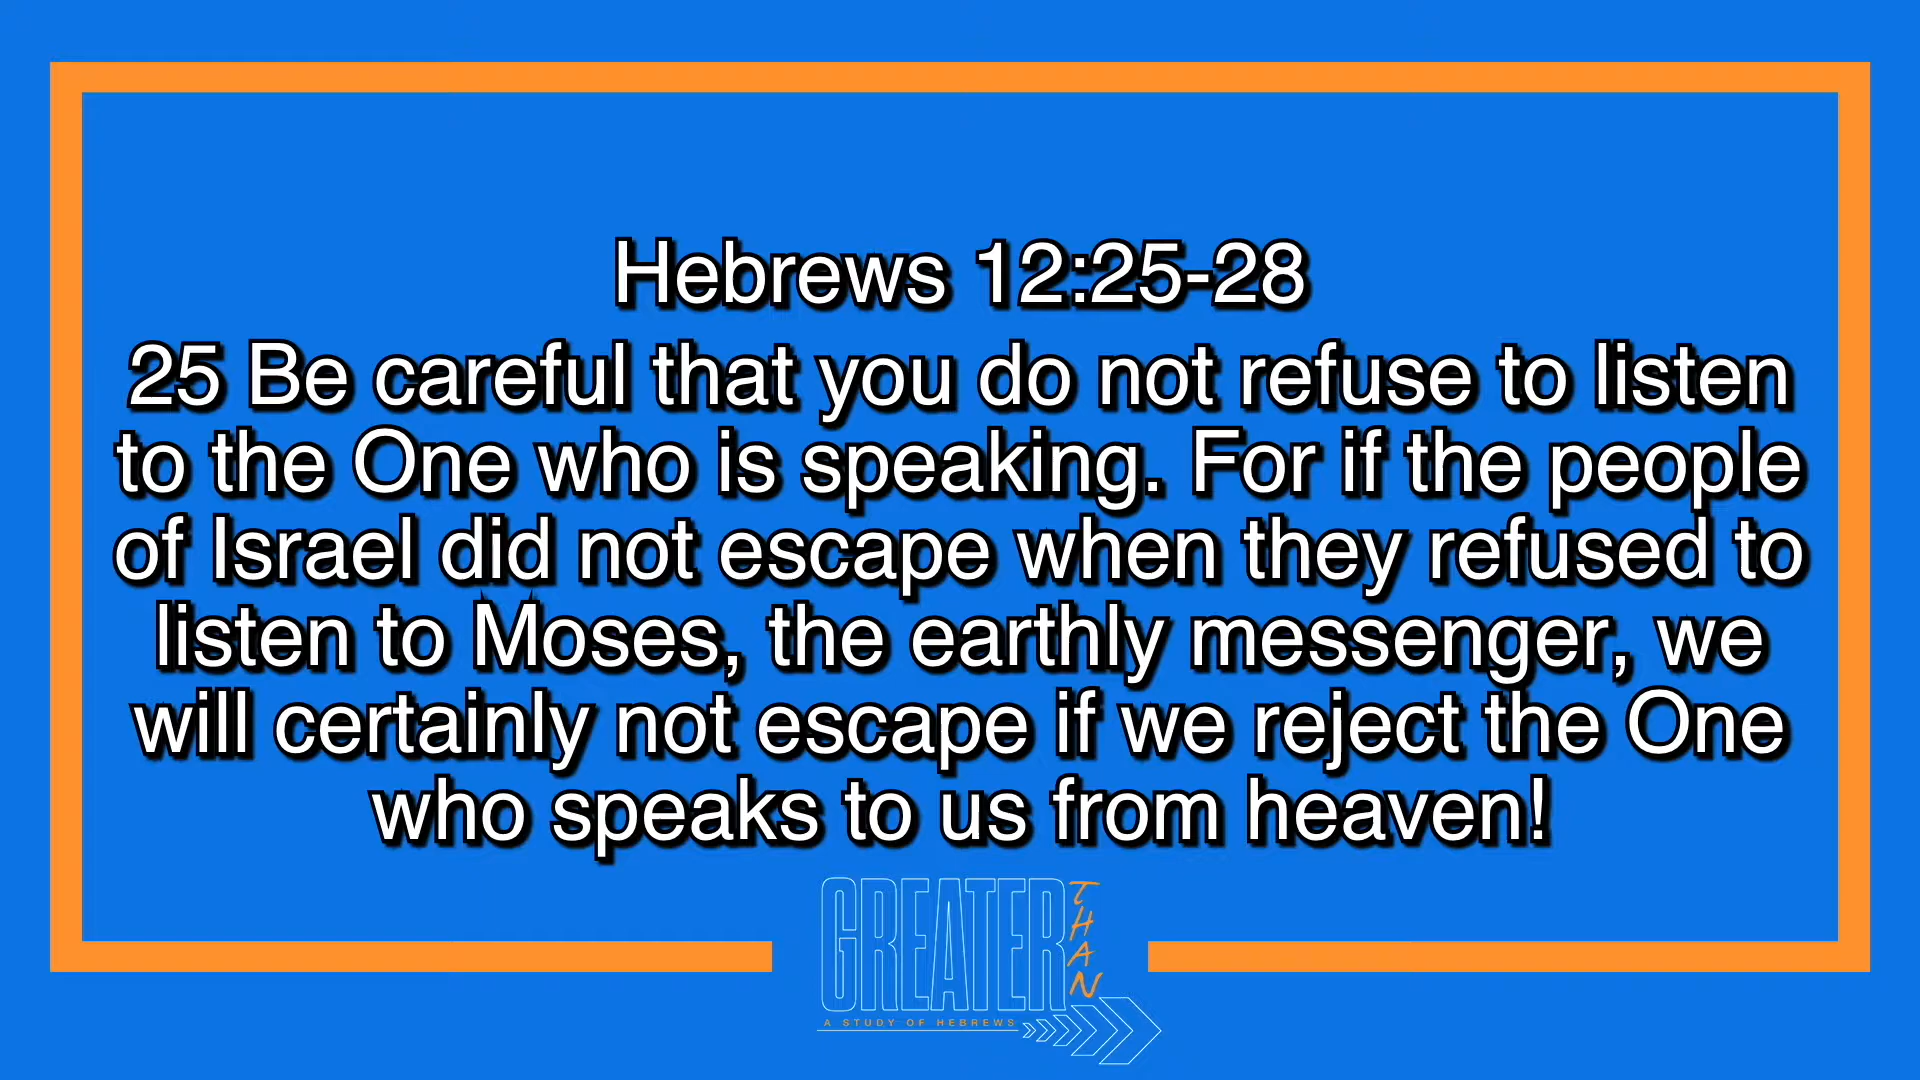 Hebrews 12:25-28
25 Be careful that you do not refuse to listen
to the One who is speaking. For if the people
of Israel did not escape when they refused to
listen to Moses, the earthly messenger, we
will certainly not escape if we reject the One
who speaks to us from heaven!
GREATER
THAN
A STUDY OF HEBREWS